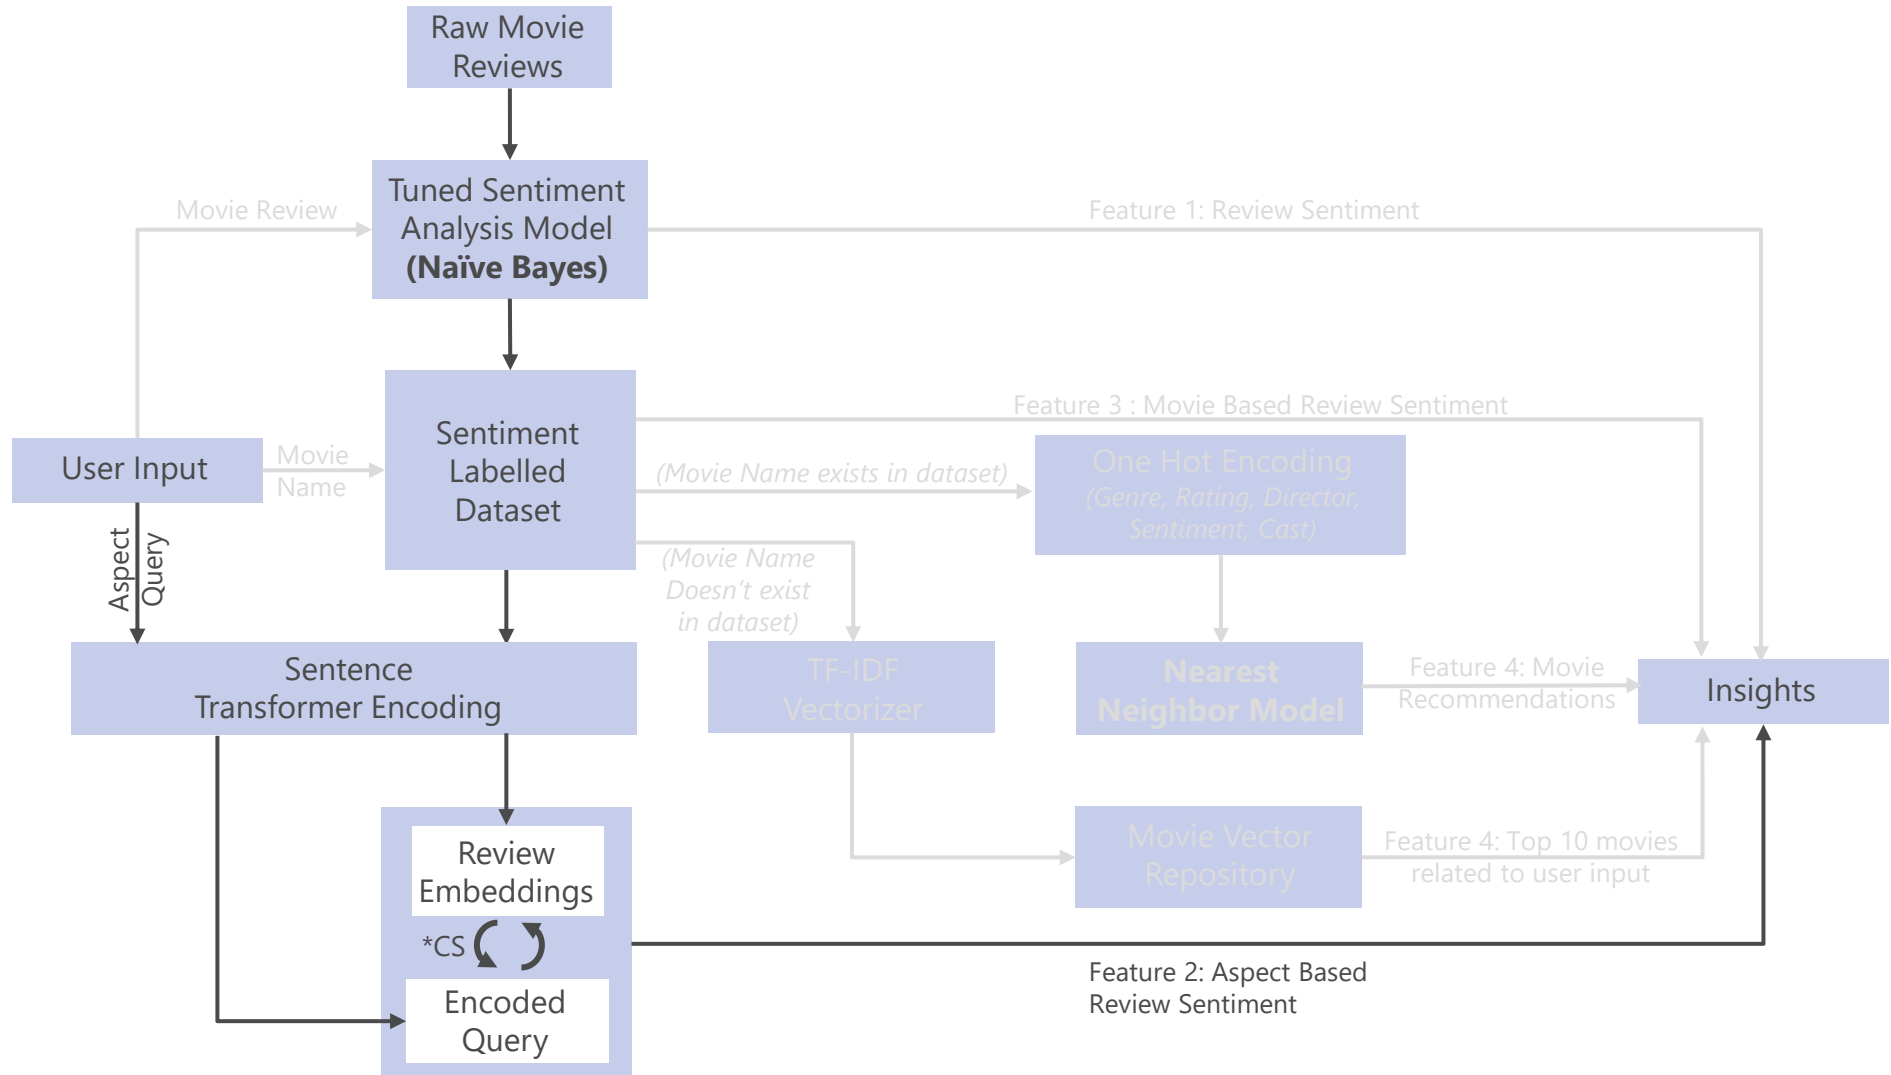 Raw Movie
Reviews
Tuned Sentiment
Analysis Model
(Naïve Bayes)
Movie Review
Feature 1: Review Sentiment
Sentiment
Labelled
Dataset
Feature 3 : Movie Based Review Sentiment
User Input
Movie
Name
(Movie Name exists in dataset)
One Hot Encoding
(Genre, Rating, Director,
Sentiment, Cast)
Aspect
Query
(Movie Name
Doesn't exist
in dataset)
Sentence
Transformer Encoding
TF-IDF
Vectorizer
Nearest
Neighbor Model
Feature 4: Movie
Recommendations
Insights
Review
Embeddings
*CS
Encoded
Query
Movie Vector
Repository
Feature 4: Top 10 movies
related to user input
Feature 2: Aspect Based
Review Sentiment